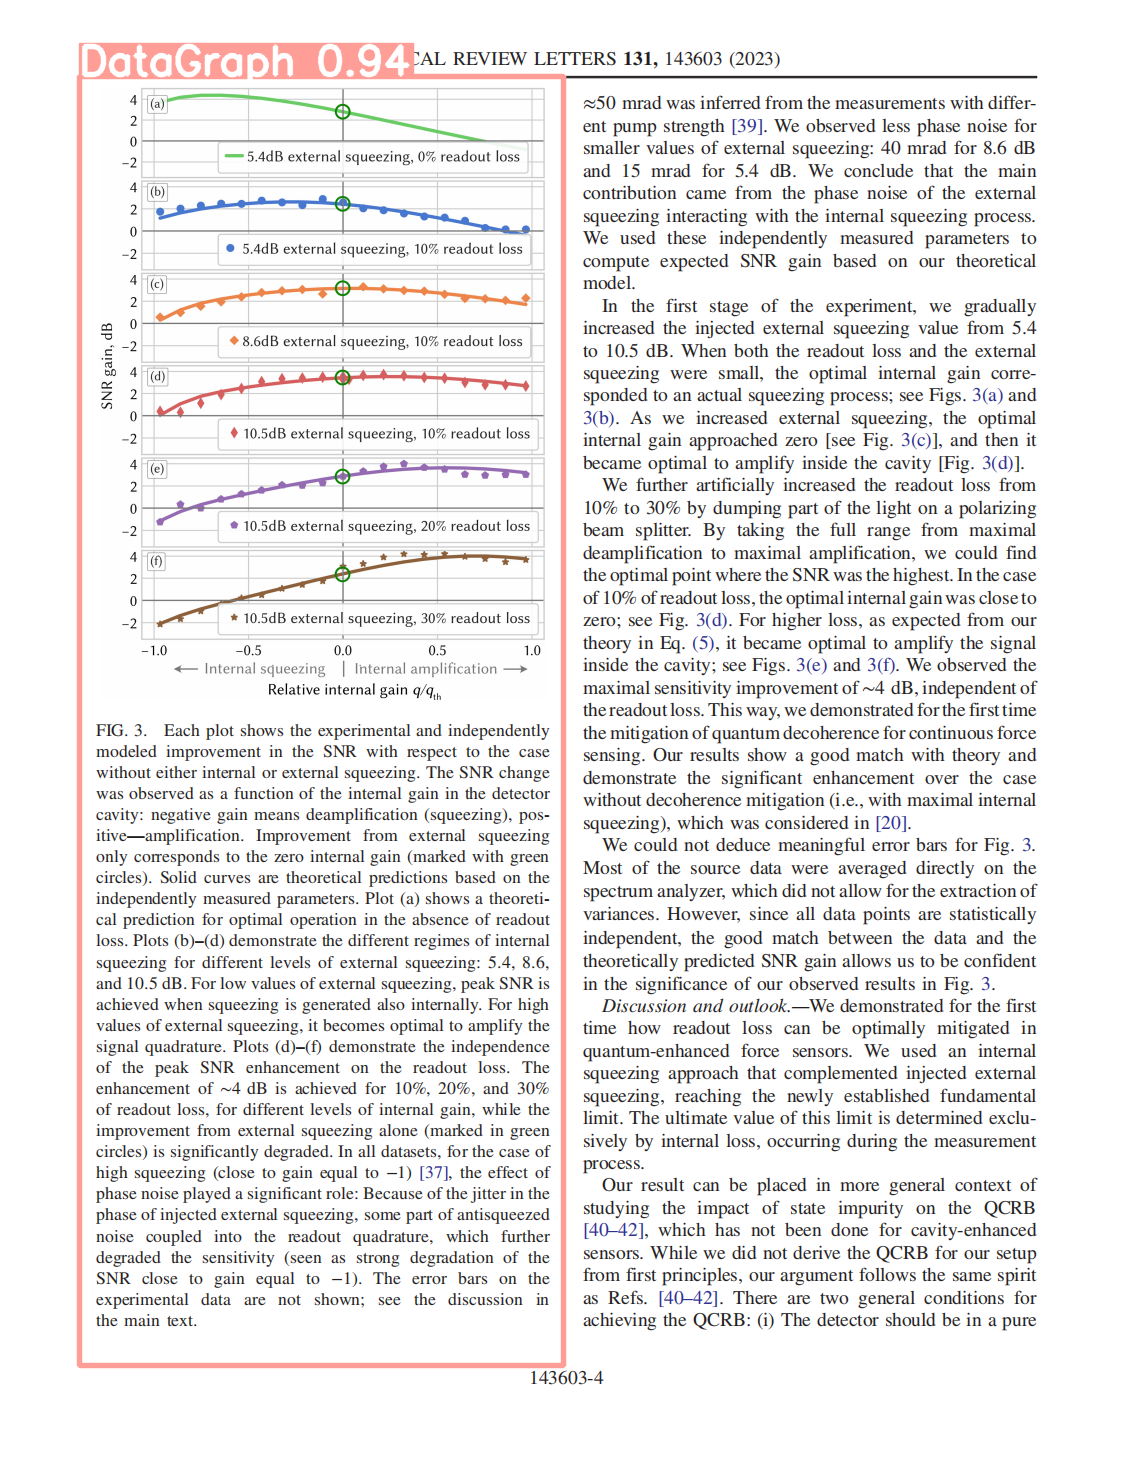 DataGraph 0.94
CAL REVIEW LETTERS 131, 143603 (2023)
(a)
4
2
0
−2
5.4dB external squeezing, 0% readout loss
(b)
4
2
0
−2
5.4dB external squeezing, 10% readout loss
(c)
4
2
0
−2
8.6dB external squeezing, 10% readout loss
(d)
4
2
0
−2
10.5dB external squeezing, 10% readout loss
(e)
4
2
0
−2
10.5dB external squeezing, 20% readout loss
(f)
4
2
0
−2
10.5dB external squeezing, 30% readout loss
SNR gain, dB
−1.0 −0.5 0.0 0.5 1.0
← Internal squeezing | Internal amplification →
Relative internal gain q/qth
FIG. 3. Each plot shows the experimental and independently
modeled improvement in the SNR with respect to the case
without either internal or external squeezing. The SNR change
was observed as a function of the internal gain in the detector
cavity: negative gain means deamplification (squeezing), pos-
itive—amplification. Improvement from external squeezing
only corresponds to the zero internal gain (marked with green
circles). Solid curves are theoretical predictions based on the
independently measured parameters. Plot (a) shows a theoreti-
cal prediction for optimal operation in the absence of readout
loss. Plots (b)–(d) demonstrate the different regimes of internal
squeezing for different levels of external squeezing: 5.4, 8.6,
and 10.5 dB. For low values of external squeezing, peak SNR is
achieved when squeezing is generated also internally. For high
values of external squeezing, it becomes optimal to amplify the
signal quadrature. Plots (d)–(f) demonstrate the independence
of the peak SNR enhancement on the readout loss. The
enhancement of ~4 dB is achieved for 10%, 20%, and 30%
of readout loss, for different levels of internal gain, while the
improvement from external squeezing alone (marked in green
circles) is significantly degraded. In all datasets, for the case of
high squeezing (close to gain equal to −1) [37], the effect of
phase noise played a significant role: Because of the jitter in the
phase of injected external squeezing, some part of antisqueezed
noise coupled into the readout quadrature, which further
degraded the sensitivity (seen as strong degradation of the
SNR close to gain equal to −1). The error bars on the
experimental data are not shown; see the discussion in
the main text.
≈50 mrad was inferred from the measurements with differ-
ent pump strength [39]. We observed less phase noise for
smaller values of external squeezing: 40 mrad for 8.6 dB
and 15 mrad for 5.4 dB. We conclude that the main
contribution came from the phase noise of the external
squeezing interacting with the internal squeezing process.
We used these independently measured parameters to
compute expected SNR gain based on our theoretical
model.
In the first stage of the experiment, we gradually
increased the injected external squeezing value from 5.4
to 10.5 dB. When both the readout loss and the external
squeezing were small, the optimal internal gain corre-
sponded to an actual squeezing process; see Figs. 3(a) and
3(b). As we increased external squeezing, the optimal
internal gain approached zero [see Fig. 3(c)], and then it
became optimal to amplify inside the cavity [Fig. 3(d)].
We further artificially increased the readout loss from
10% to 30% by dumping part of the light on a polarizing
beam splitter. By taking the full range from maximal
deamplification to maximal amplification, we could find
the optimal point where the SNR was the highest. In the case
of 10% of readout loss, the optimal internal gain was close to
zero; see Fig. 3(d). For higher loss, as expected from our
theory in Eq. (5), it became optimal to amplify the signal
inside the cavity; see Figs. 3(e) and 3(f). We observed the
maximal sensitivity improvement of ~4 dB, independent of
the readout loss. This way, we demonstrated for the first time
the mitigation of quantum decoherence for continuous force
sensing. Our results show a good match with theory and
demonstrate the significant enhancement over the case
without decoherence mitigation (i.e., with maximal internal
squeezing), which was considered in [20].
We could not deduce meaningful error bars for Fig. 3.
Most of the source data were averaged directly on the
spectrum analyzer, which did not allow for the extraction of
variances. However, since all data points are statistically
independent, the good match between the data and the
theoretically predicted SNR gain allows us to be confident
in the significance of our observed results in Fig. 3.
Discussion and outlook.—We demonstrated for the first
time how readout loss can be optimally mitigated in
quantum-enhanced force sensors. We used an internal
squeezing approach that complemented injected external
squeezing, reaching the newly established fundamental
limit. The ultimate value of this limit is determined exclu-
sively by internal loss, occurring during the measurement
process.
Our result can be placed in more general context of
studying the impact of state impurity on the QCRB
[40–42], which has not been done for cavity-enhanced
sensors. While we did not derive the QCRB for our setup
from first principles, our argument follows the same spirit
as Refs. [40–42]. There are two general conditions for
achieving the QCRB: (i) The detector should be in a pure
143603-4